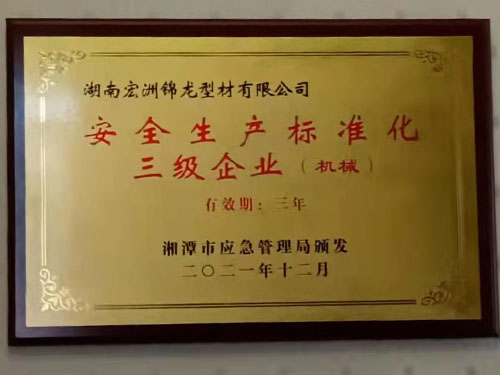 湖南宏洲锦龙型材有限公司
安全生产标准化
三级企业（机械）
有效期：三年
湘潭市应急管理局颁发
二〇二一年十二月